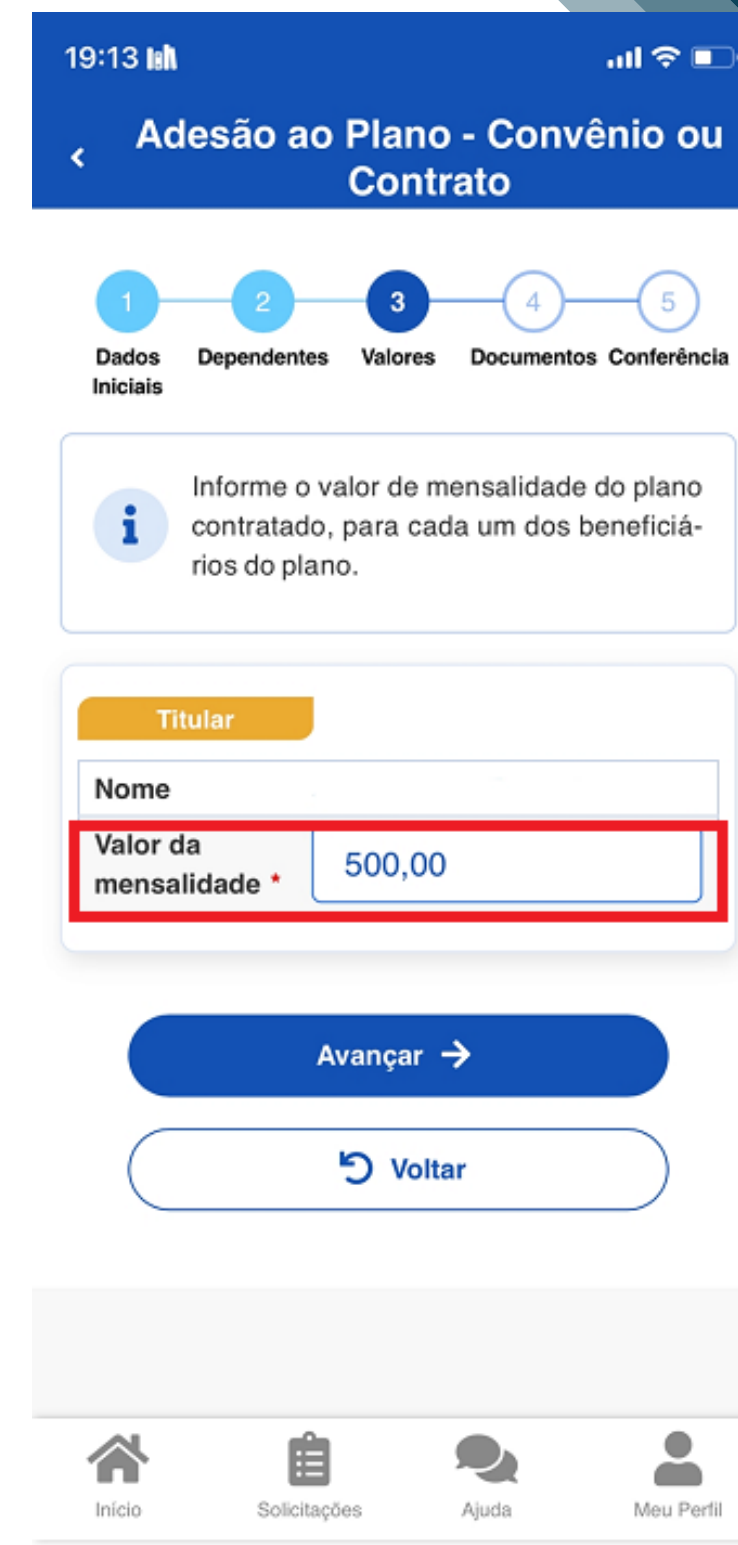 19:13
Adesão ao Plano - Convênio ou
Contrato
1 2 3 4 5
Dados Dependentes Valores Documentos Conferência
Iniciais
Informe o valor de mensalidade do plano
contratado, para cada um dos beneficiá-
rios do plano.
Titular
Nome
Valor da
mensalidade * 500,00
Avançar
Voltar
Início Solicitações Ajuda Meu Perfil